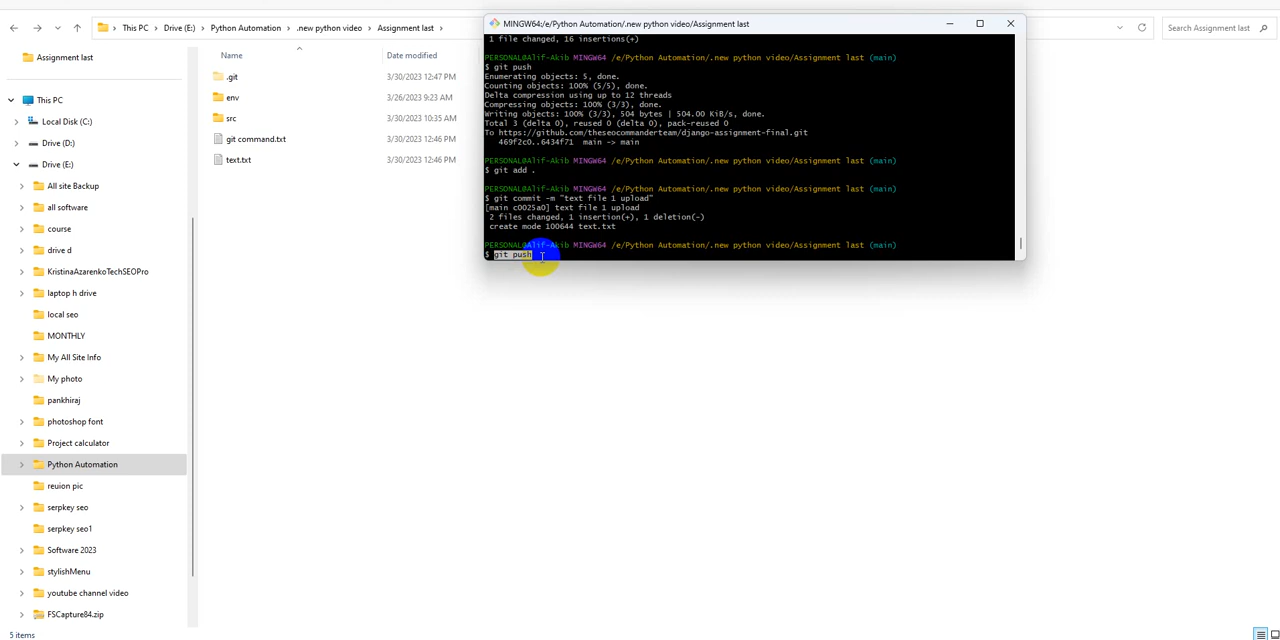 This PC
Drive (E:)
Python Automation
.new python video
Assignment last
Search Assignment last
Assignment last
This PC
Local Disk (C:)
Drive (D:)
Drive (E:)
All site Backup
all software
course
drive d
KristinaAzarenkoTechSEOPro
laptop h drive
local seo
MONTHLY
My All Site Info
My photo
pankhiraj
photoshop font
Project calculator
Python Automation
reuion pic
serpkey seo
serpkey seo1
Software 2023
stylishMenu
youtube channel video
FSCapture84.zip
5 items
Name Date modified
.git 3/30/2023 12:47 PM
env 3/26/2023 9:23 AM
src 3/30/2023 10:35 AM
git command.txt 3/30/2023 12:46 PM
text.txt 3/30/2023 12:46 PM
MINGW64:/e/Python Automation/.new python video/Assignment last
1 file changed, 16 insertions(+)
PERSONAL@Alif-Akib MINGW64 /e/Python Automation/.new python video/Assignment last (main)
$ git push
Enumerating objects: 5, done.
Counting objects: 100% (5/5), done.
Delta compression using up to 12 threads
Compressing objects: 100% (3/3), done.
Writing objects: 100% (3/3), 504 bytes | 504.00 KiB/s, done.
Total 3 (delta 0), reused 0 (delta 0), pack-reused 0
To https://github.com/theseocommanderteam/django-assignment-final.git
469f2c0..6434f71 main -> main
PERSONAL@Alif-Akib MINGW64 /e/Python Automation/.new python video/Assignment last (main)
$ git add .
PERSONAL@Alif-Akib MINGW64 /e/Python Automation/.new python video/Assignment last (main)
$ git commit -m "text file 1 upload"
[main c0025a0] text file 1 upload
2 files changed, 1 insertion(+), 1 deletion(-)
create mode 100644 text.txt
PERSONAL@Alif-Akib MINGW64 /e/Python Automation/.new python video/Assignment last (main)
$ git push